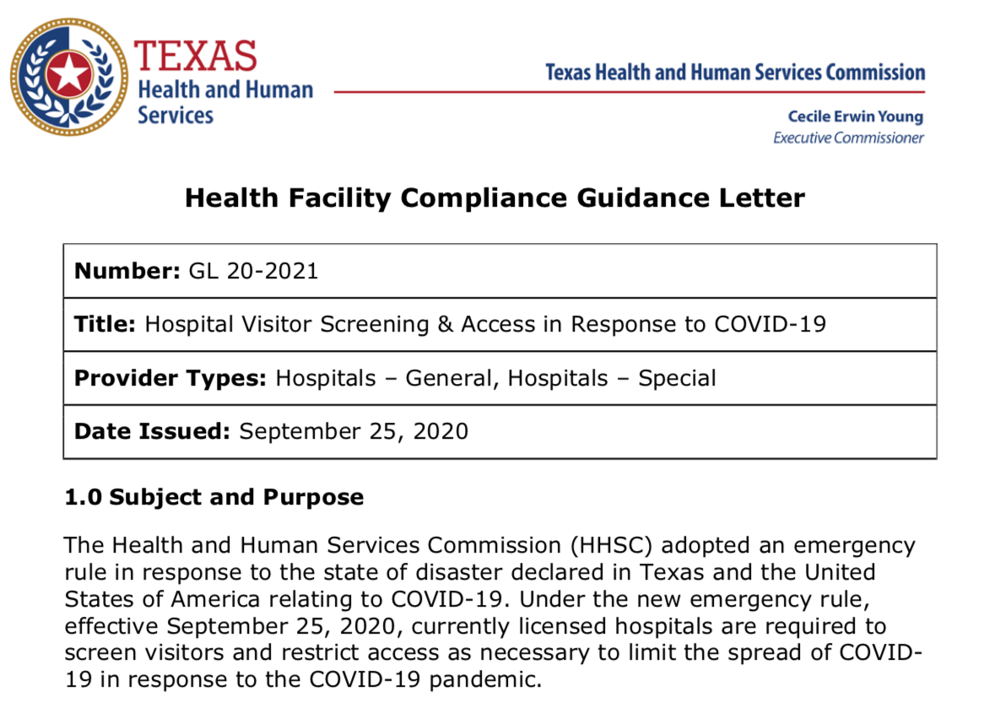 TEXAS
Health and Human
Services
Texas Health and Human Services Commission
Cecile Erwin Young
Executive Commissioner
Health Facility Compliance Guidance Letter
Number: GL 20-2021
Title: Hospital Visitor Screening & Access in Response to COVID-19
Provider Types: Hospitals – General, Hospitals – Special
Date Issued: September 25, 2020
1.0 Subject and Purpose
The Health and Human Services Commission (HHSC) adopted an emergency
rule in response to the state of disaster declared in Texas and the United
States of America relating to COVID-19. Under the new emergency rule,
effective September 25, 2020, currently licensed hospitals are required to
screen visitors and restrict access as necessary to limit the spread of COVID-
19 in response to the COVID-19 pandemic.